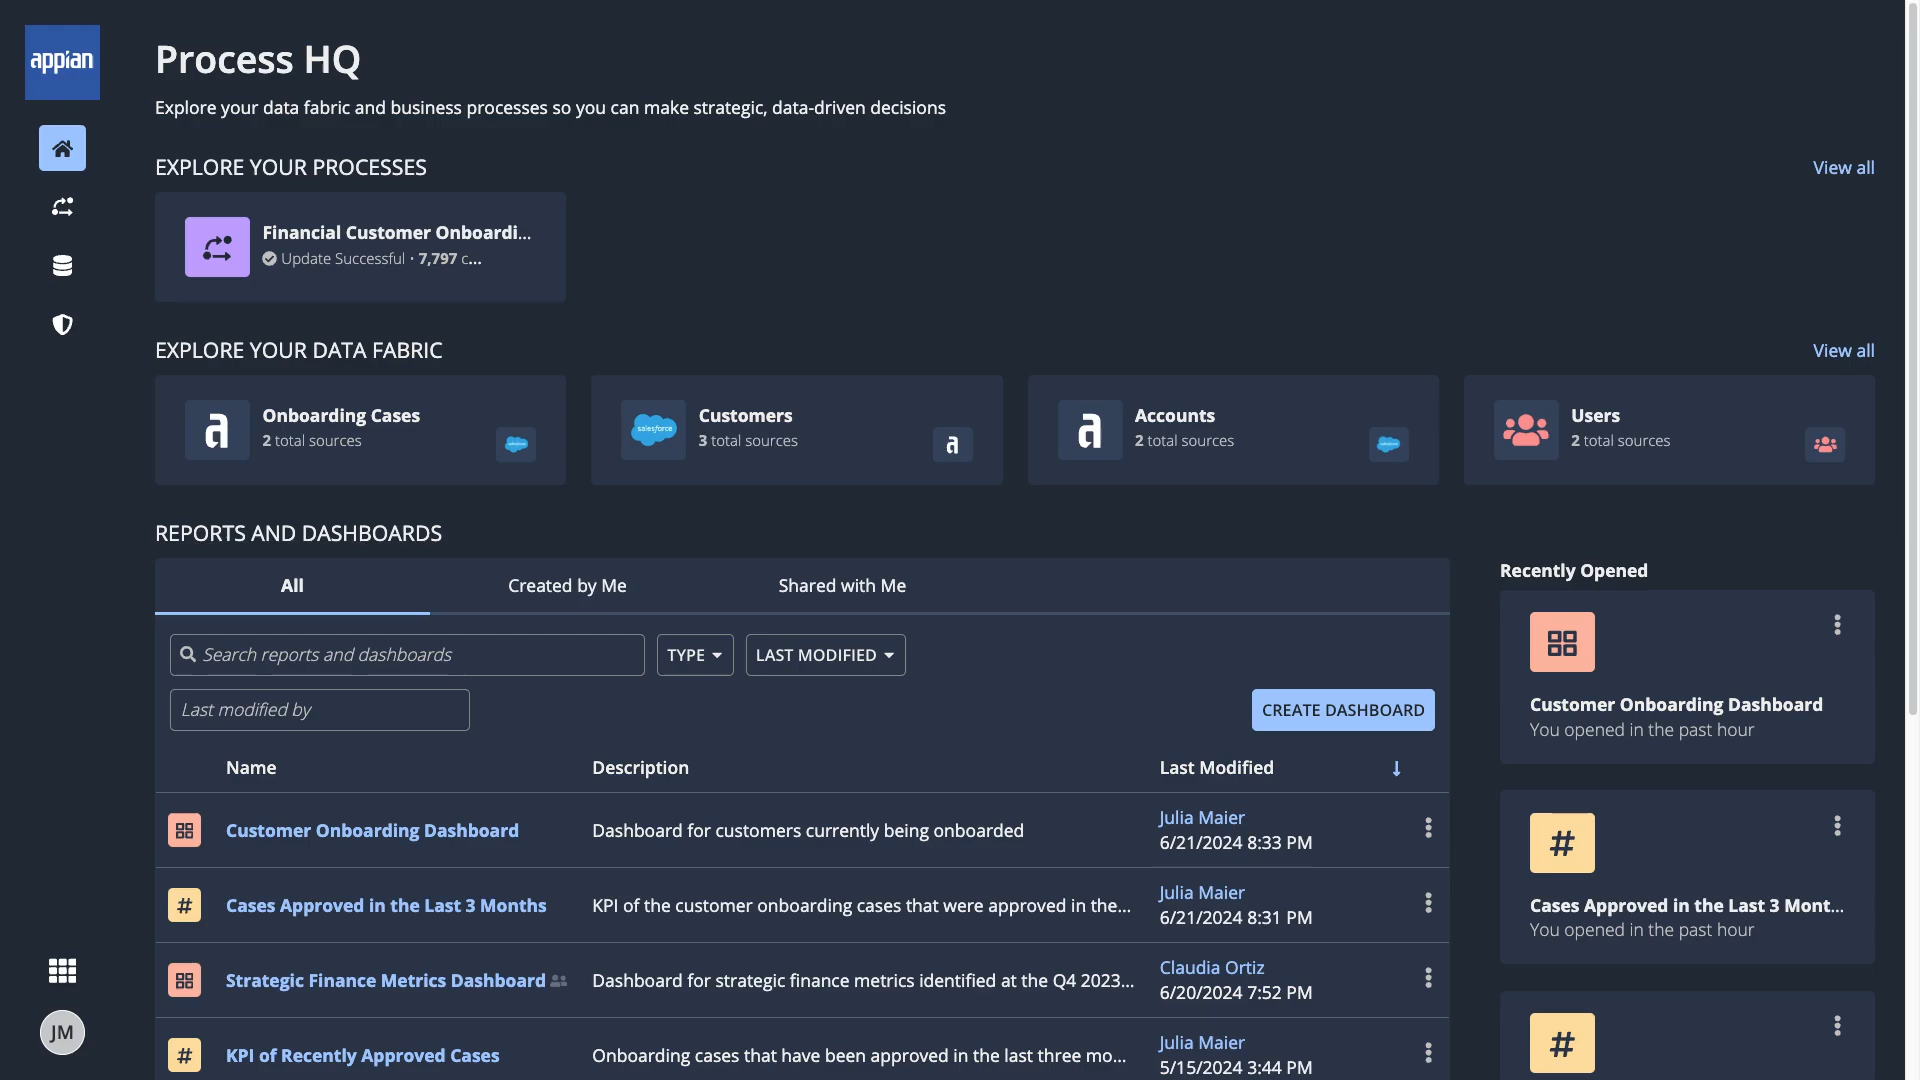 appian
Process HQ
Explore your data fabric and business processes so you can make strategic, data-driven decisions
EXPLORE YOUR PROCESSES
View all
Financial Customer Onboardi...
Update Successful · 7,797 c...
EXPLORE YOUR DATA FABRIC
View all
a
Onboarding Cases
2 total sources
salesforce
salesforce
Customers
3 total sources
a
a
Accounts
2 total sources
salesforce
Users
2 total sources
REPORTS AND DASHBOARDS
All
Created by Me
Shared with Me
Search reports and dashboards
TYPE
LAST MODIFIED
Last modified by
CREATE DASHBOARD
Name
Description
Last Modified
Customer Onboarding Dashboard
Dashboard for customers currently being onboarded
Julia Maier
6/21/2024 8:33 PM
# Cases Approved in the Last 3 Months
KPI of the customer onboarding cases that were approved in the...
Julia Maier
6/21/2024 8:31 PM
Strategic Finance Metrics Dashboard
Dashboard for strategic finance metrics identified at the Q4 2023...
Claudia Ortiz
6/20/2024 7:52 PM
# KPI of Recently Approved Cases
Onboarding cases that have been approved in the last three mo...
Julia Maier
5/15/2024 3:44 PM
Recently Opened
Customer Onboarding Dashboard
You opened in the past hour
#
Cases Approved in the Last 3 Mont...
You opened in the past hour
#
JM